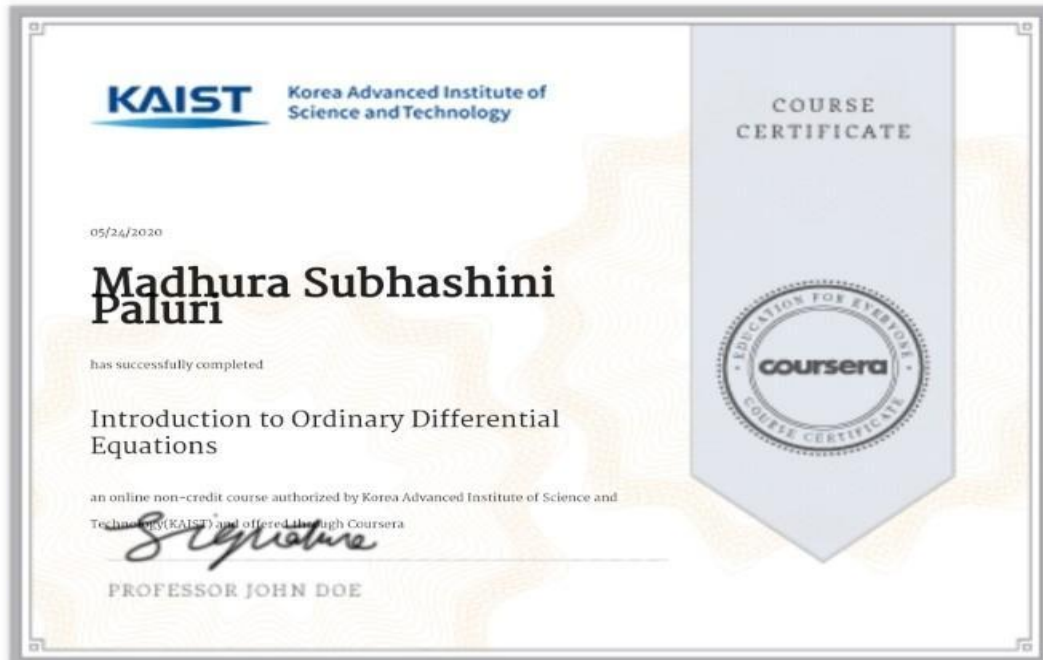 KAIST
Korea Advanced Institute of
Science and Technology
COURSE
CERTIFICATE
05/24/2020
Madhura Subhashini
Paluri
has successfully completed
Introduction to Ordinary Differential
Equations
an online non-credit course authorized by Korea Advanced Institute of Science and
Technology(KAIST) and offered through Coursera
Signature
PROFESSOR JOHN DOE
EDUCATION FOR EVERYONE
coursera
COURSE CERTIFICATE